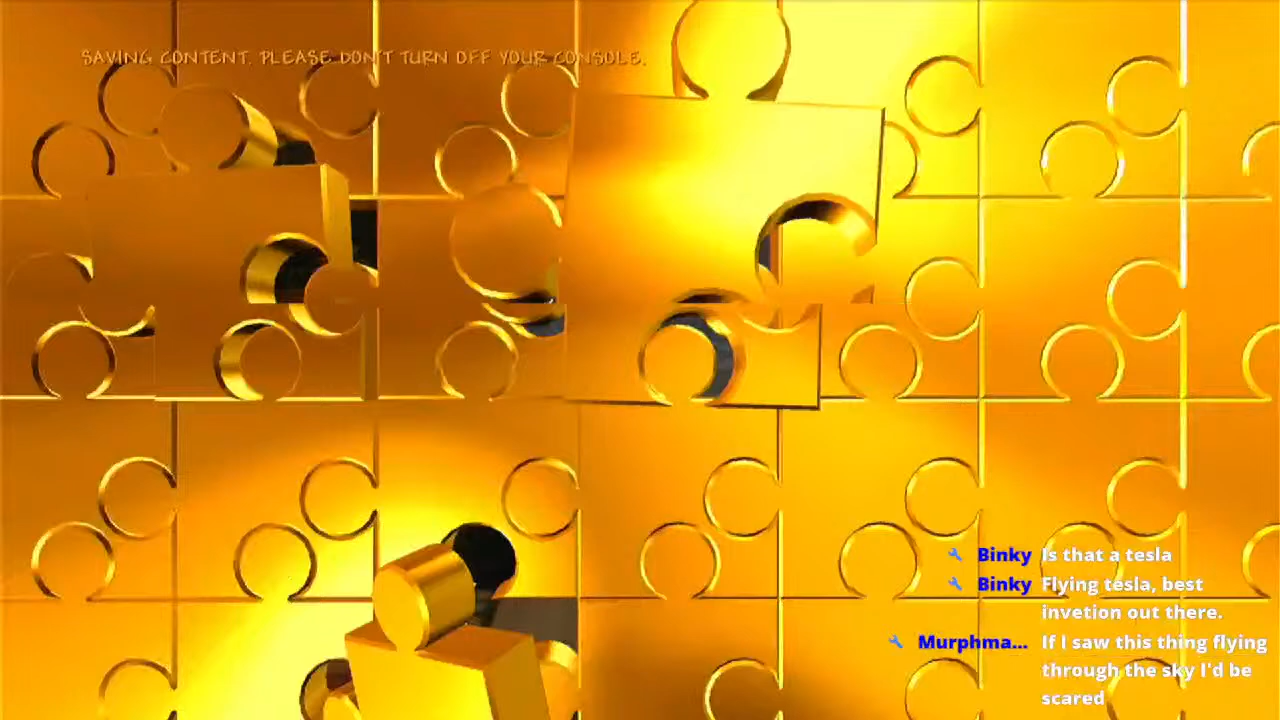 SAVING CONTENT. PLEASE DON'T TURN OFF YOUR CONSOLE.
Binky Is that a tesla
Binky Flying tesla, best
invetion out there.
Murphma... If I saw this thing flying
through the sky I'd be
scared